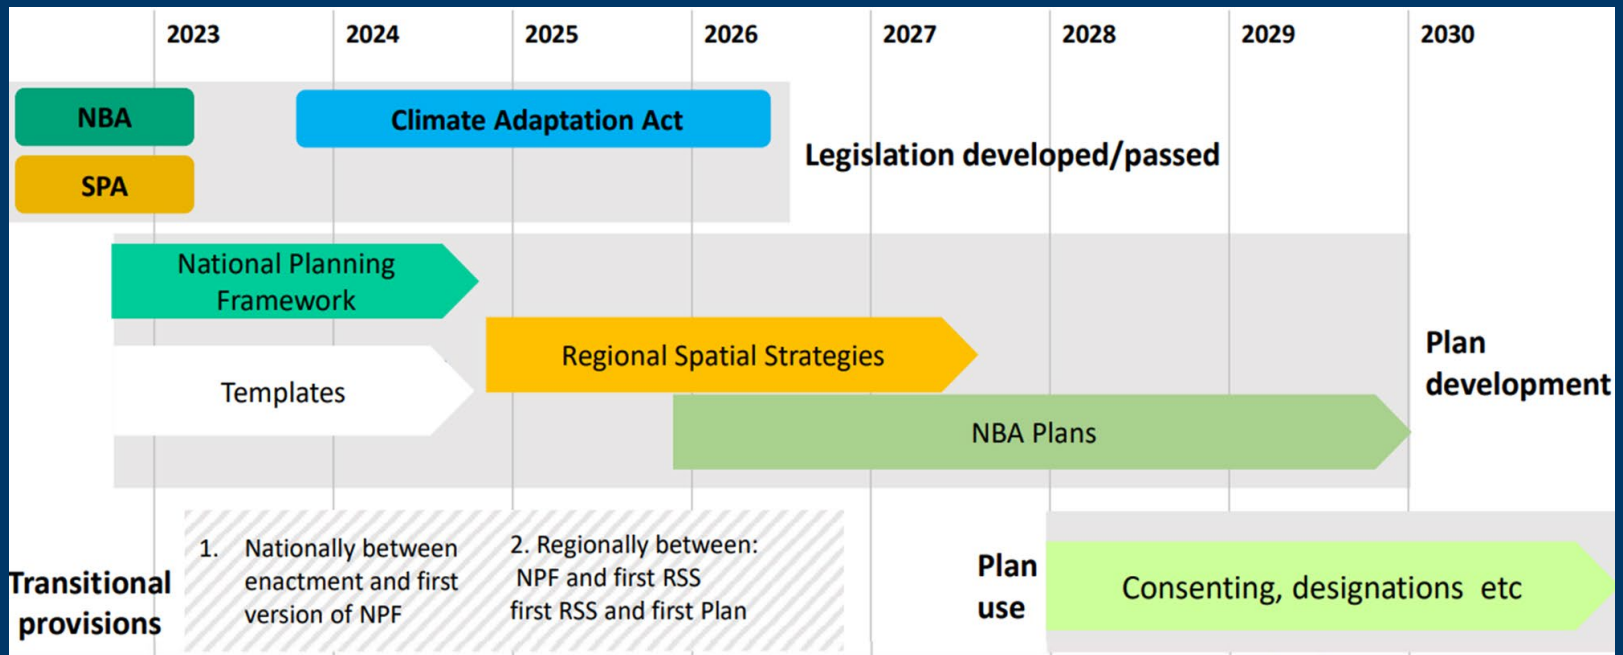 2023 2024 2025 2026 2027 2028 2029 2030
NBA
Climate Adaptation Act
Legislation developed/passed
SPA
National Planning
Framework
Templates
Regional Spatial Strategies
NBA Plans
Plan
development
Transitional
provisions
1. Nationally between
enactment and first
version of NPF
2. Regionally between:
NPF and first RSS
first RSS and first Plan
Plan
use
Consenting, designations etc